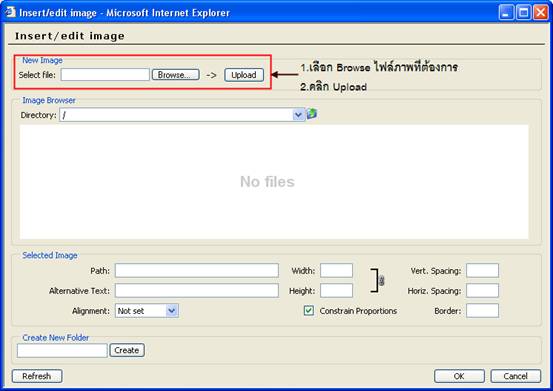 Insert/edit image - Microsoft Internet Explorer
Insert/edit image
New Image
Select file: Browse... -> Upload
1.เลือก Browse ไฟล์ภาพที่ต้องการ
2.คลิก Upload
Image Browser
Directory: /
No files
Selected Image
Path: Width: Vert. Spacing:
Alternative Text: Height: Horiz. Spacing:
Alignment: Not set Constrain Proportions Border:
Create New Folder
Create
Refresh OK Cancel